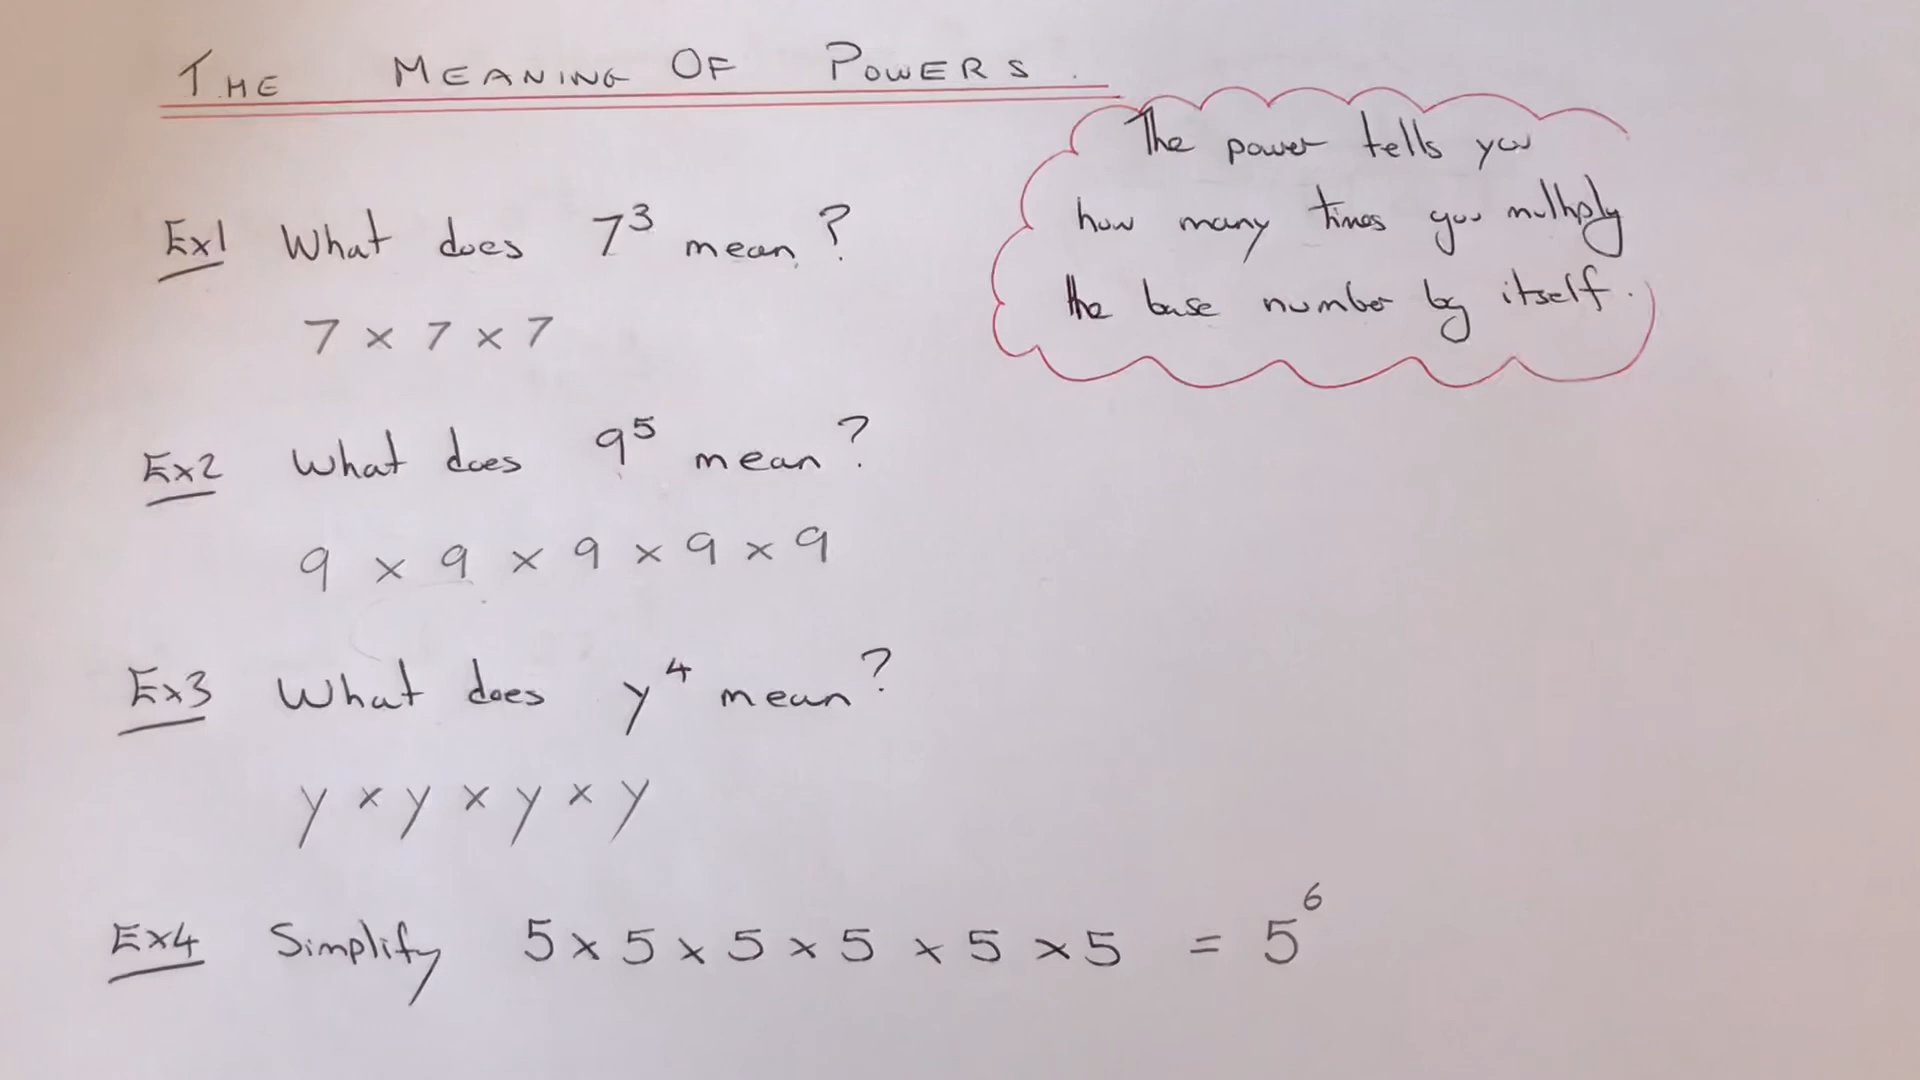 THE MEANING OF POWERS.
The power tells you
how many times you multiply
the base number by itself.
Ex1 What does 7³ mean?
7 × 7 × 7
Ex2 What does 9⁵ mean?
9 × 9 × 9 × 9 × 9
Ex3 What does y⁴ mean?
y × y × y × y
Ex4 Simplify 5 × 5 × 5 × 5 × 5 × 5 = 5⁶